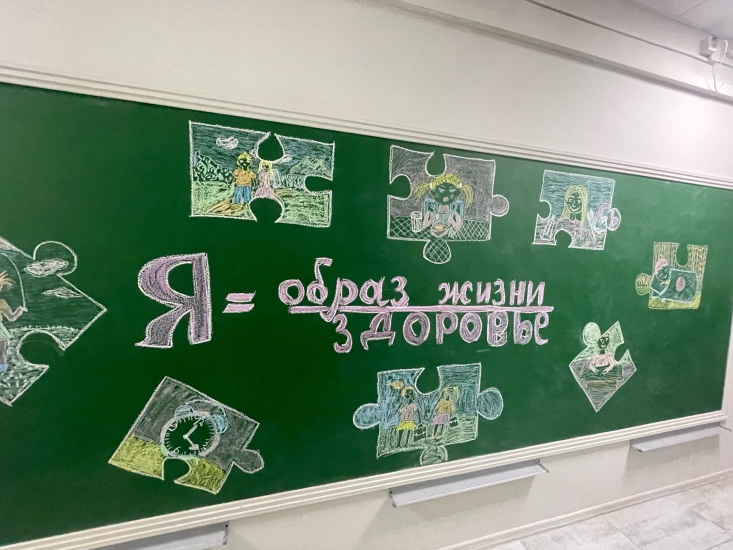 Я = образ жизни
здоровье